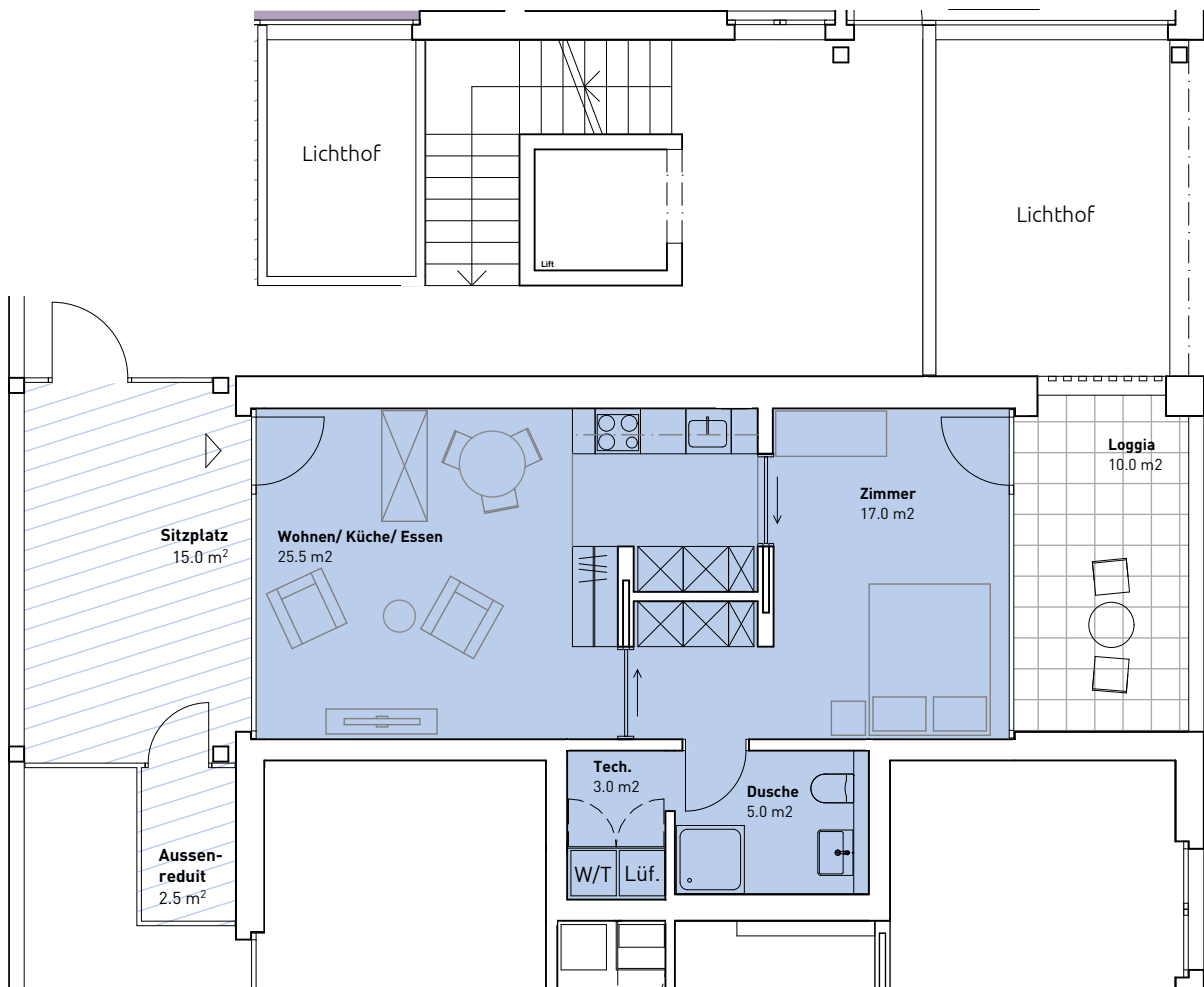 Lichthof
Lichthof
Lift
Loggia
10.0 m2
Zimmer
17.0 m2
Sitzplatz
15.0 m²
Wohnen/ Küche/ Essen
25.5 m2
Tech.
3.0 m2
Dusche
5.0 m2
W/T
Lüf.
Aussen-
reduit
2.5 m²